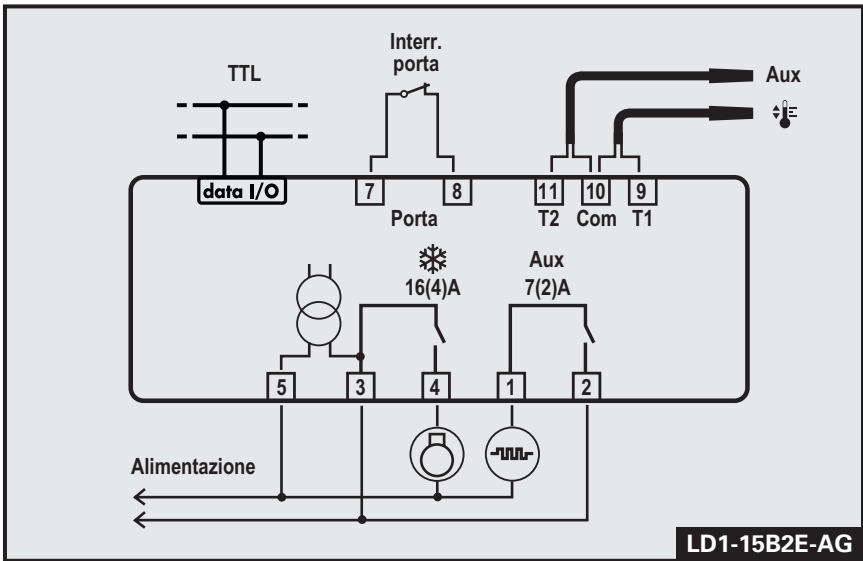 Interr.
porta
TTL
Aux
data I/O
7
8
11
10
9
Porta
T2
Com
T1
16(4)A
Aux
7(2)A
5
3
4
1
2
Alimentazione
LD1-15B2E-AG